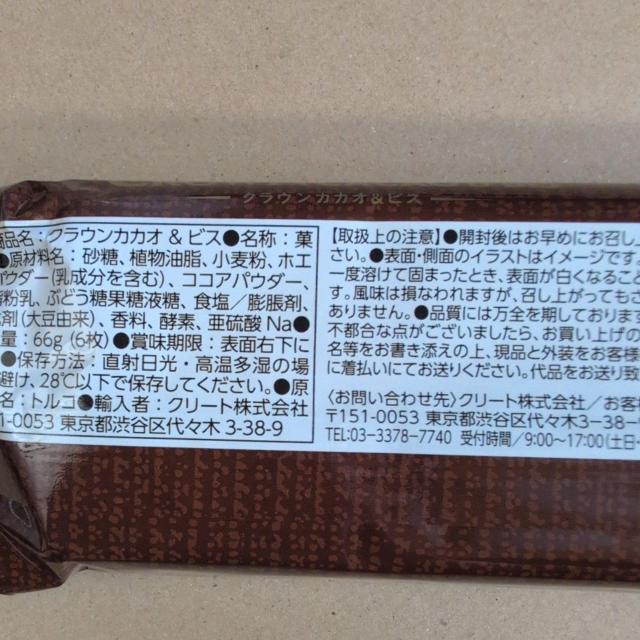 クラウンカカオ&ビス
商品名：クラウンカカオ & ビス●名称：菓
●原材料名：砂糖、植物油脂、小麦粉、ホエ
パウダー（乳成分を含む）、ココアパウダー、
脂粉乳、ぶどう糖果糖液糖、食塩／膨脹剤、
化剤（大豆由来）、香料、酵素、亜硫酸 Na●
量：66g（6枚）●賞味期限：表面右下に
●保存方法：直射日光・高温多湿の場
避け、28℃以下で保存してください。●原
名：トルコ●輸入者：クリート株式会社
1-0053 東京都渋谷区代々木 3-38-9
【取扱上の注意】●開封後はお早めにお召し
さい。●表面・側面のイラストはイメージです。
一度溶けて固まったとき、表面が白くなるこ
す。風味は損なわれますが、召し上がっても
ありません。●品質には万全を期しております
不都合な点がございましたら、お買い上げの
名等をお書き添えの上、現品と外装をお客様
に着払いにてお送りください。代品をお送り致
〈お問い合わせ先〉クリート株式会社／お客様
〒151-0053 東京都渋谷区代々木3-38-
TEL:03-3378-7740 受付時間／9:00〜17:00(土日